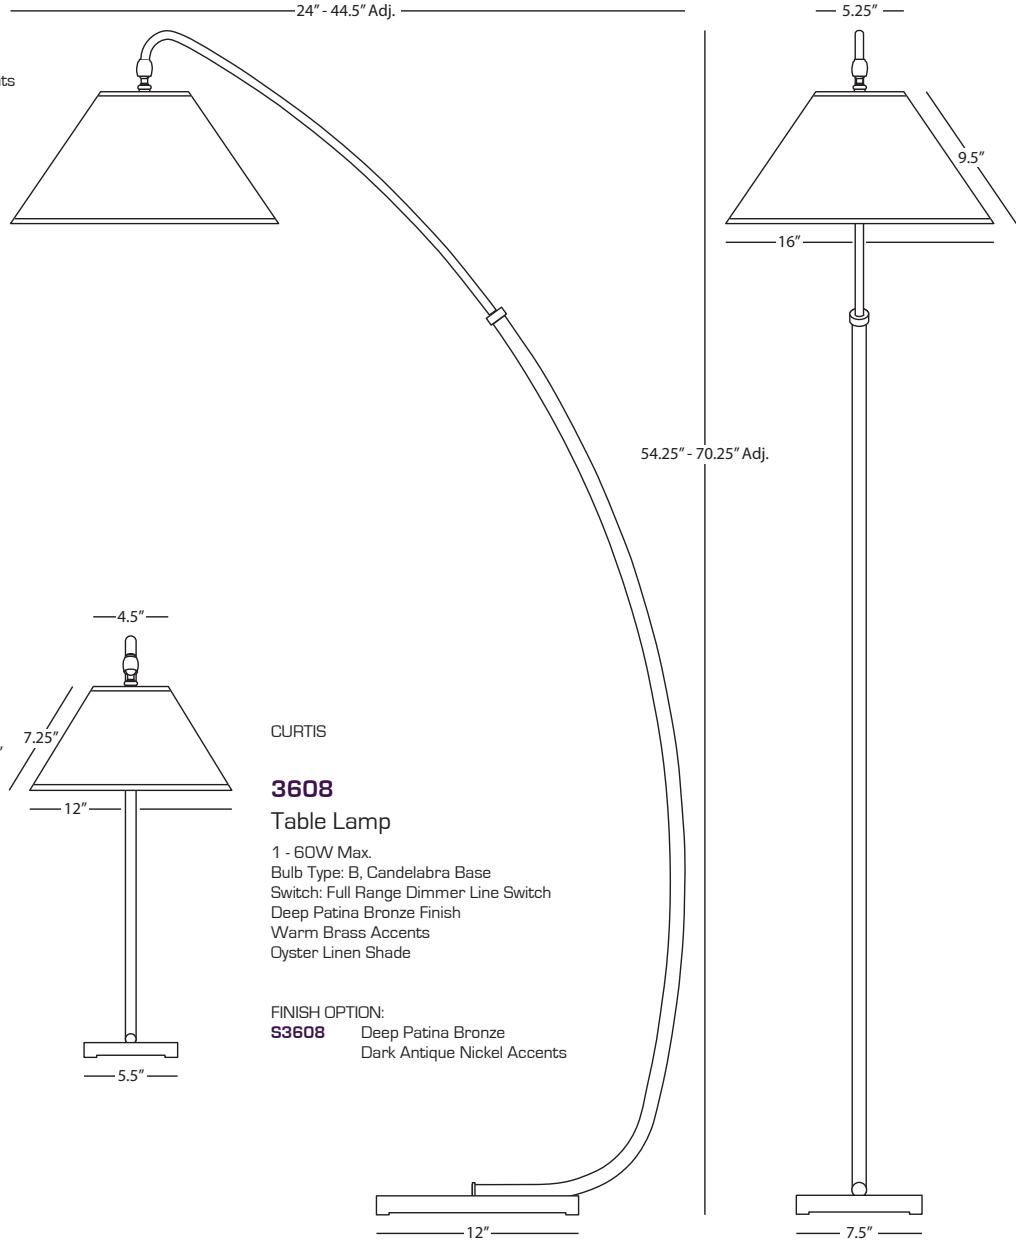 24” - 44.5” Adj.
5.25”
9.5”
16”
54.25” - 70.25” Adj.
4.5”
7.25”
12”
5.5”
CURTIS
3608
Table Lamp
1 - 60W Max.
Bulb Type: B, Candelabra Base
Switch: Full Range Dimmer Line Switch
Deep Patina Bronze Finish
Warm Brass Accents
Oyster Linen Shade
FINISH OPTION:
S3608 Deep Patina Bronze
Dark Antique Nickel Accents
12”
7.5”